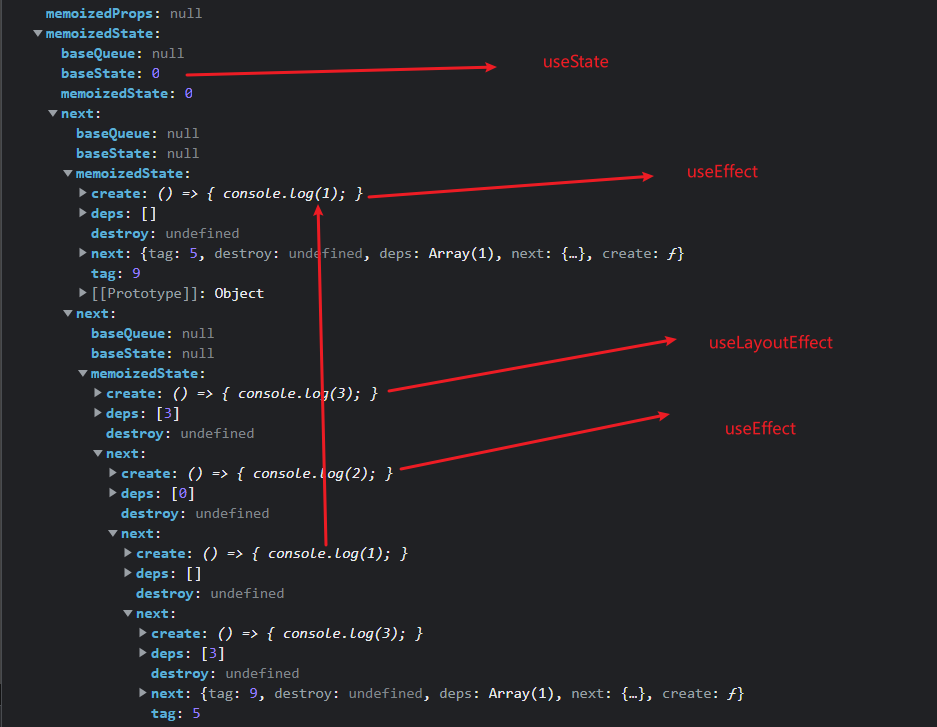 memoizedProps: null
memoizedState:
baseQueue: null
baseState: 0 useState
memoizedState: 0
next:
baseQueue: null
baseState: null
memoizedState: useEffect
create: () => { console.log(1); }
deps: []
destroy: undefined
next: {tag: 5, destroy: undefined, deps: Array(1), next: {…}, create: ƒ}
tag: 9
[[Prototype]]: Object
next:
baseQueue: null
baseState: null useLayoutEffect
memoizedState:
create: () => { console.log(3); }
deps: [3]
destroy: undefined useEffect
next:
create: () => { console.log(2); }
deps: [0]
destroy: undefined
next:
create: () => { console.log(1); }
deps: []
destroy: undefined
next:
create: () => { console.log(3); }
deps: [3]
destroy: undefined
next: {tag: 9, destroy: undefined, deps: Array(1), next: {…}, create: ƒ}
tag: 5